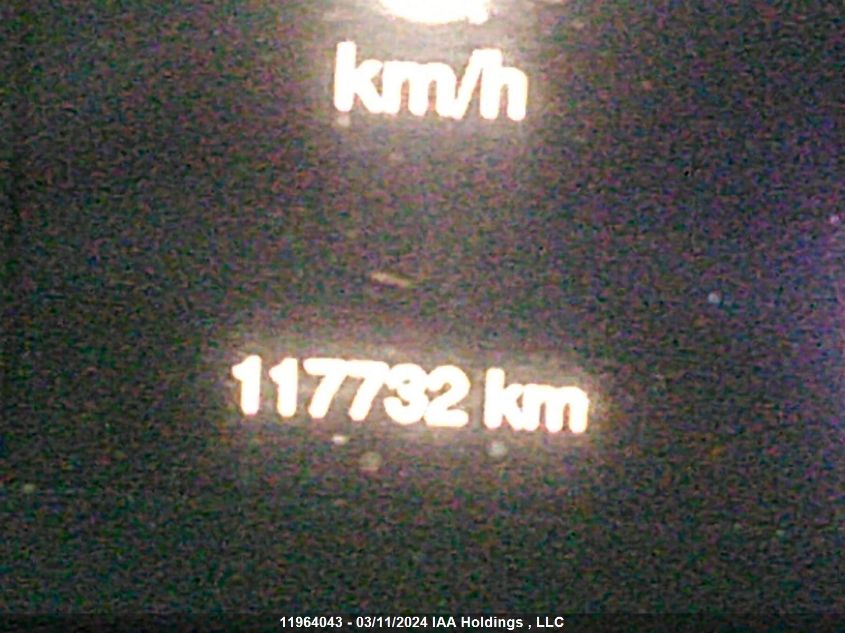 km/h
117732 km
11964043 - 03/11/2024 IAA Holdings , LLC